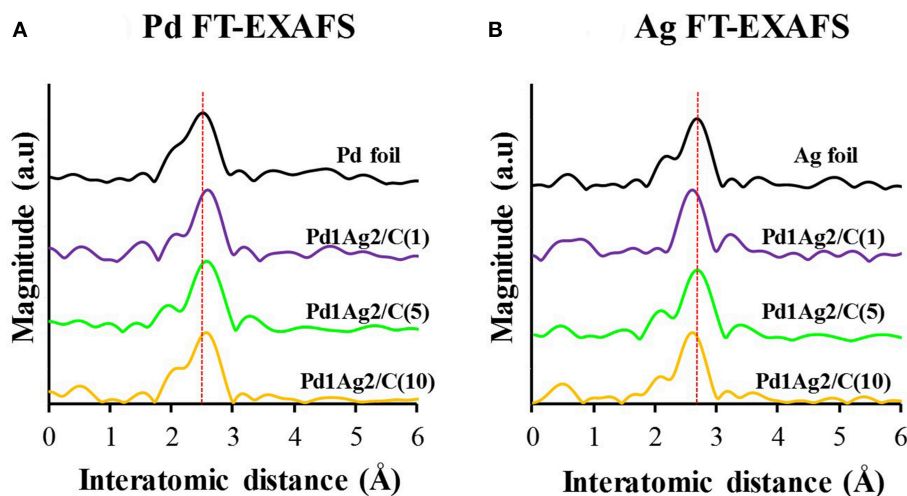 A
Pd FT-EXAFS
Magnitude (a.u)
Pd foil
Pd1Ag2/C(1)
Pd1Ag2/C(5)
Pd1Ag2/C(10)
0 1 2 3 4 5 6
Interatomic distance (Å)
B
Ag FT-EXAFS
Magnitude (a.u)
Ag foil
Pd1Ag2/C(1)
Pd1Ag2/C(5)
Pd1Ag2/C(10)
0 1 2 3 4 5 6
Interatomic distance (Å)